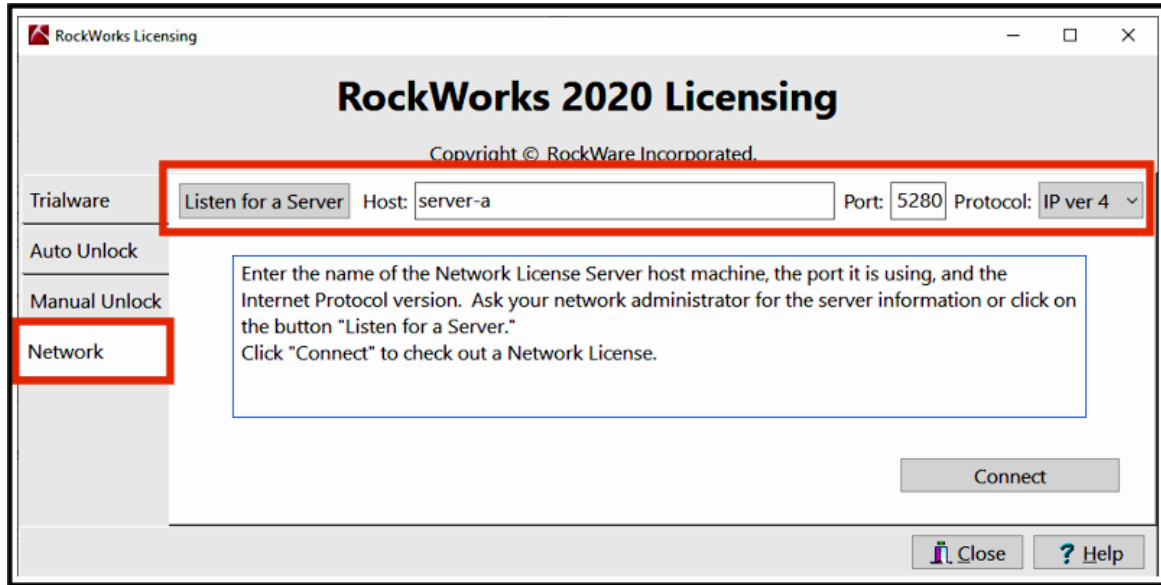 RockWorks Licensing
RockWorks 2020 Licensing
Copyright © RockWare Incorporated.
Trialware
Auto Unlock
Manual Unlock
Network
Listen for a Server Host: server-a Port: 5280 Protocol: IP ver 4
Enter the name of the Network License Server host machine, the port it is using, and the
Internet Protocol version. Ask your network administrator for the server information or click on
the button "Listen for a Server."
Click "Connect" to check out a Network License.
Connect
Close ? Help